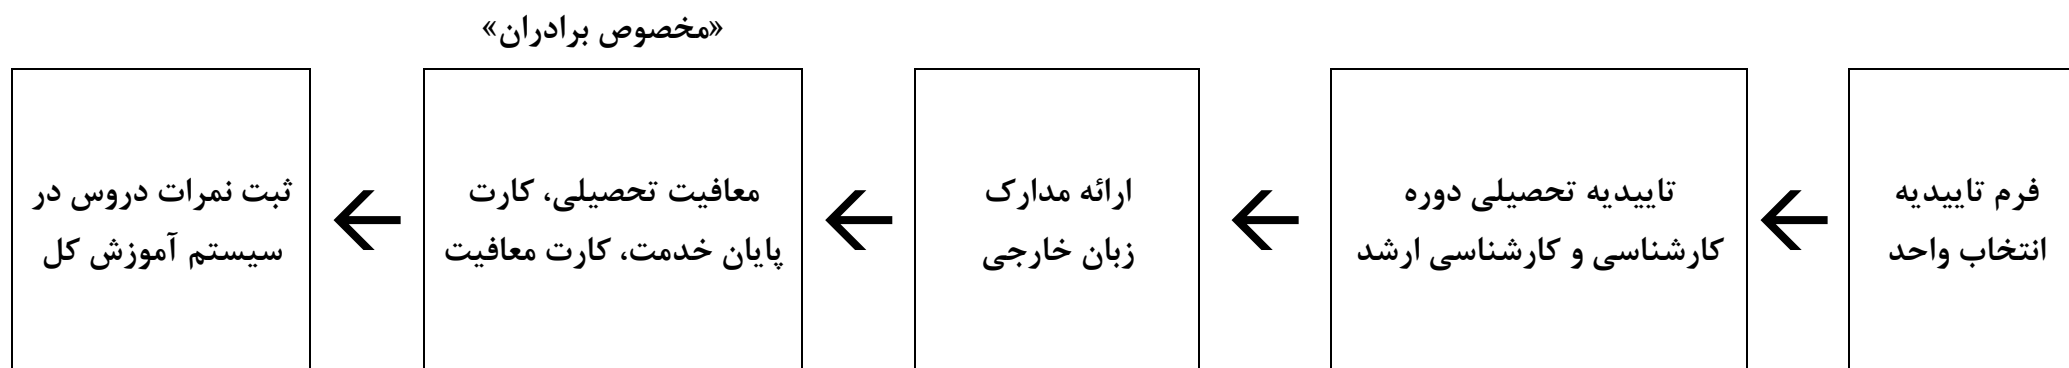 «مخصوص برادران»
فرم تاییدیه
انتخاب واحد
تاییدیه تحصیلی دوره
کارشناسی و کارشناسی ارشد
ارائه مدارک
زبان خارجی
معافیت تحصیلی، کارت
پایان خدمت، کارت معافیت
ثبت نمرات دروس در
سیستم آموزش کل